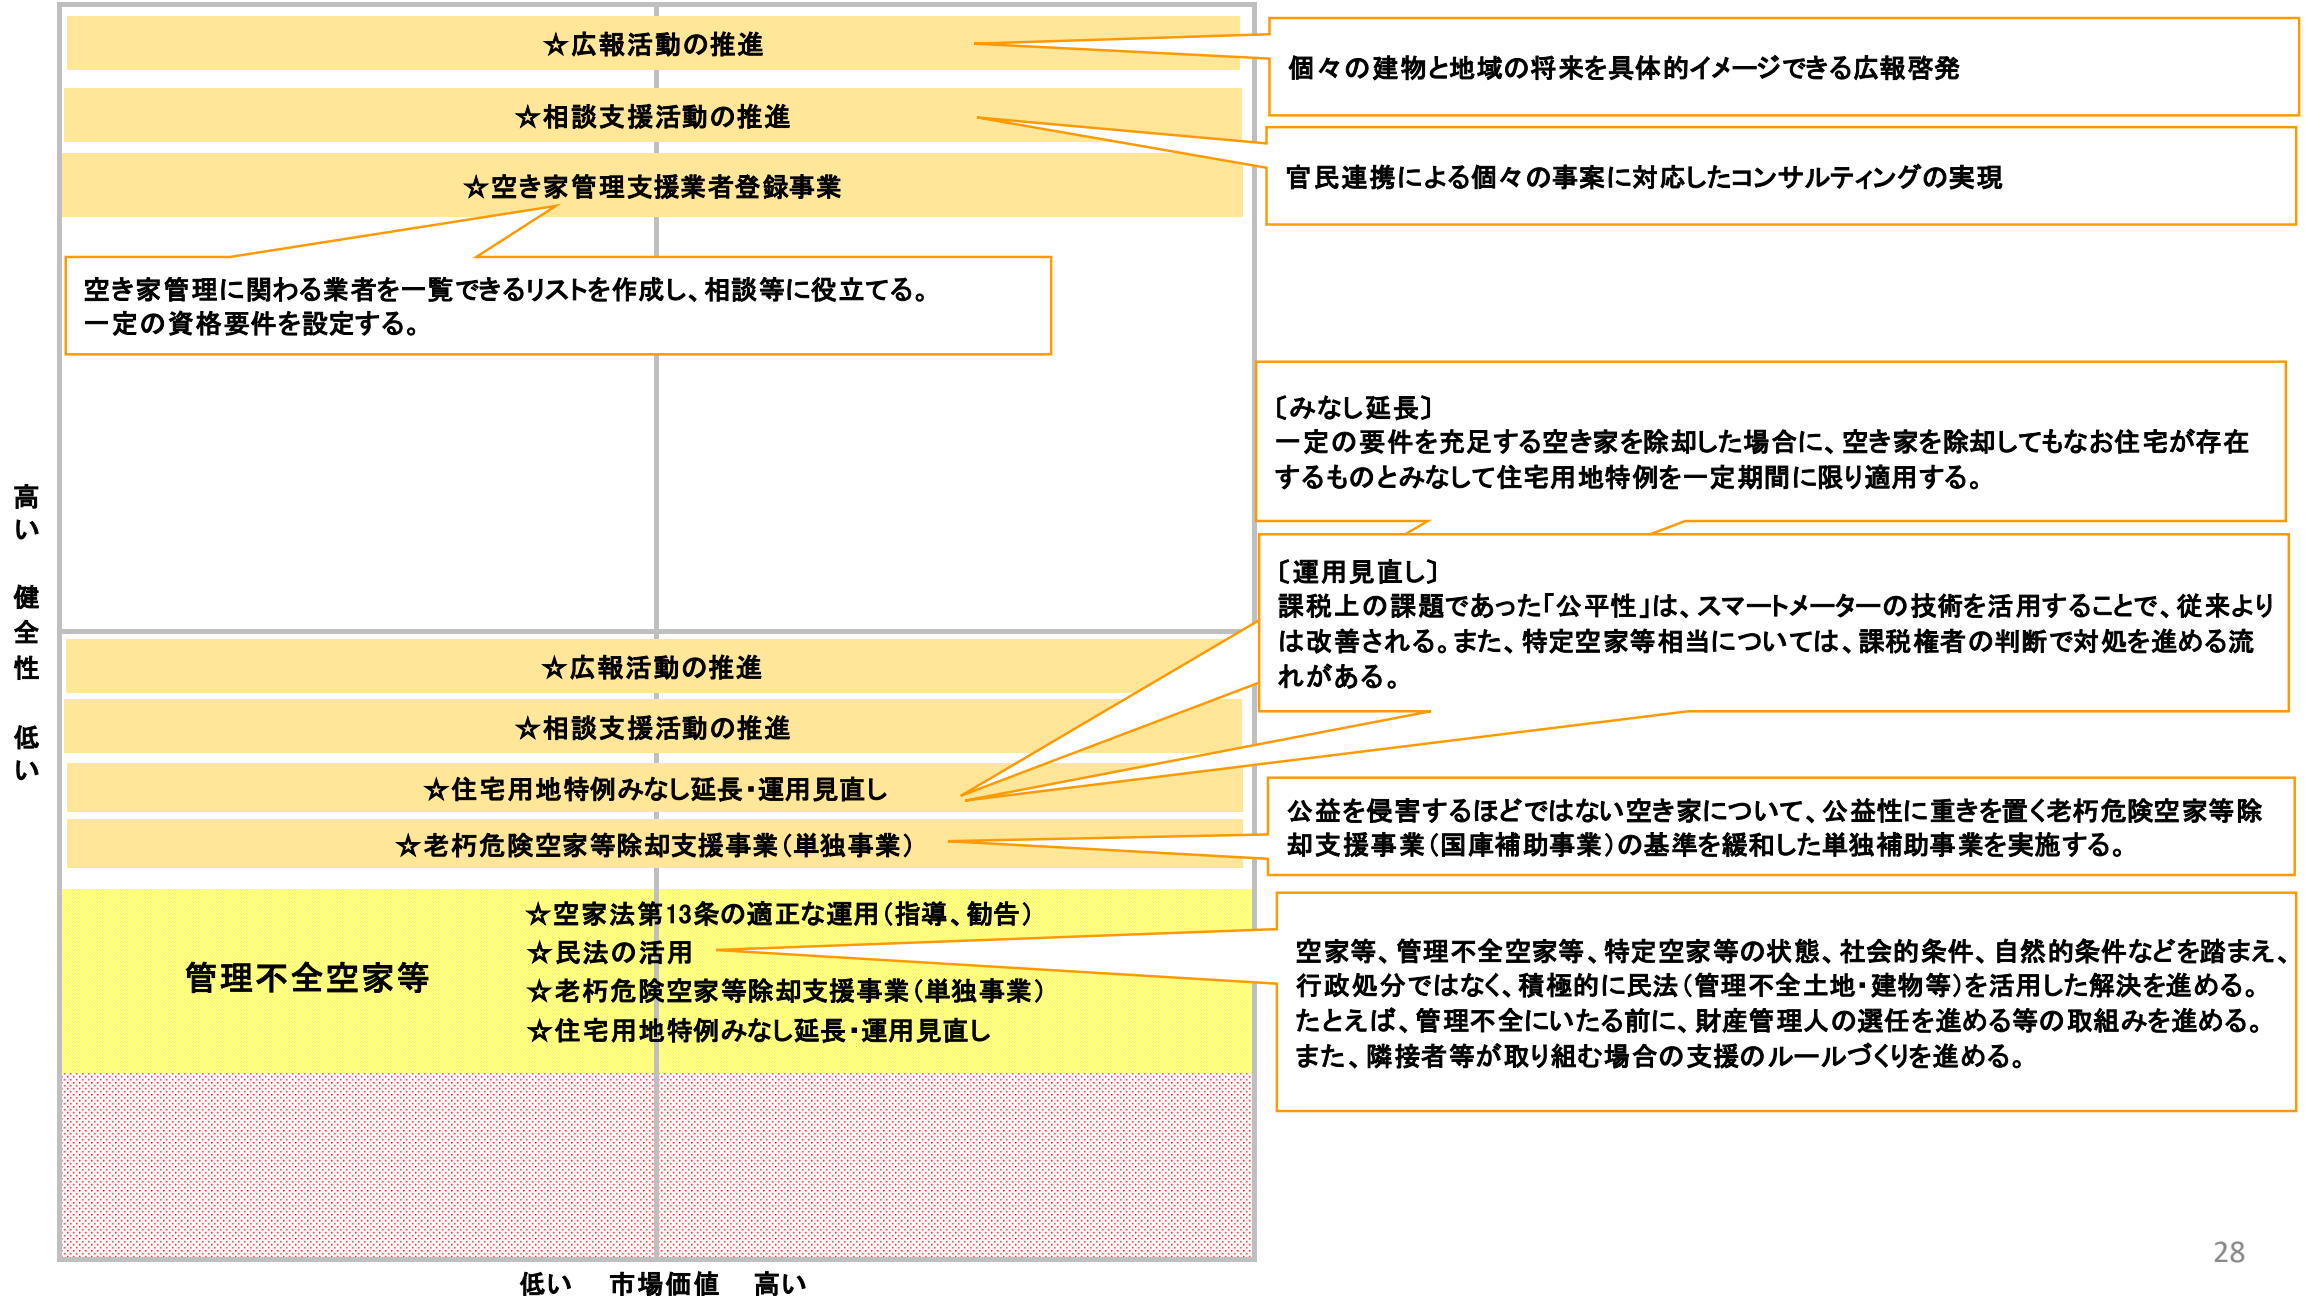 ☆広報活動の推進
個々の建物と地域の将来を具体的イメージできる広報啓発
☆相談支援活動の推進
官民連携による個々の事案に対応したコンサルティングの実現
☆空き家管理支援業者登録事業
空き家管理に関わる業者を一覧できるリストを作成し、相談等に役立てる。
一定の資格要件を設定する。
〔みなし延長〕
一定の要件を充足する空き家を除却した場合に、空き家を除却してもなお住宅が存在
するものとみなして住宅用地特例を一定期間に限り適用する。
〔運用見直し〕
課税上の課題であった「公平性」は、スマートメーターの技術を活用することで、従来より
は改善される。また、特定空家等相当については、課税権者の判断で対処を進める流
れがある。
高い 健全性 低い
☆広報活動の推進
☆相談支援活動の推進
☆住宅用地特例みなし延長・運用見直し
☆老朽危険空家等除却支援事業（単独事業）
公益を侵害するほどではない空き家について、公益性に重きを置く老朽危険空家等除
却支援事業（国庫補助事業）の基準を緩和した単独補助事業を実施する。
管理不全空家等
☆空家法第13条の適正な運用（指導、勧告）
☆民法の活用
☆老朽危険空家等除却支援事業（単独事業）
☆住宅用地特例みなし延長・運用見直し
空家等、管理不全空家等、特定空家等の状態、社会的条件、自然的条件などを踏まえ、
行政処分ではなく、積極的に民法（管理不全土地・建物等）を活用した解決を進める。
たとえば、管理不全にいたる前に、財産管理人の選任を進める等の取組みを進める。
また、隣接者等が取り組む場合の支援のルールづくりを進める。
低い 市場価値 高い
28